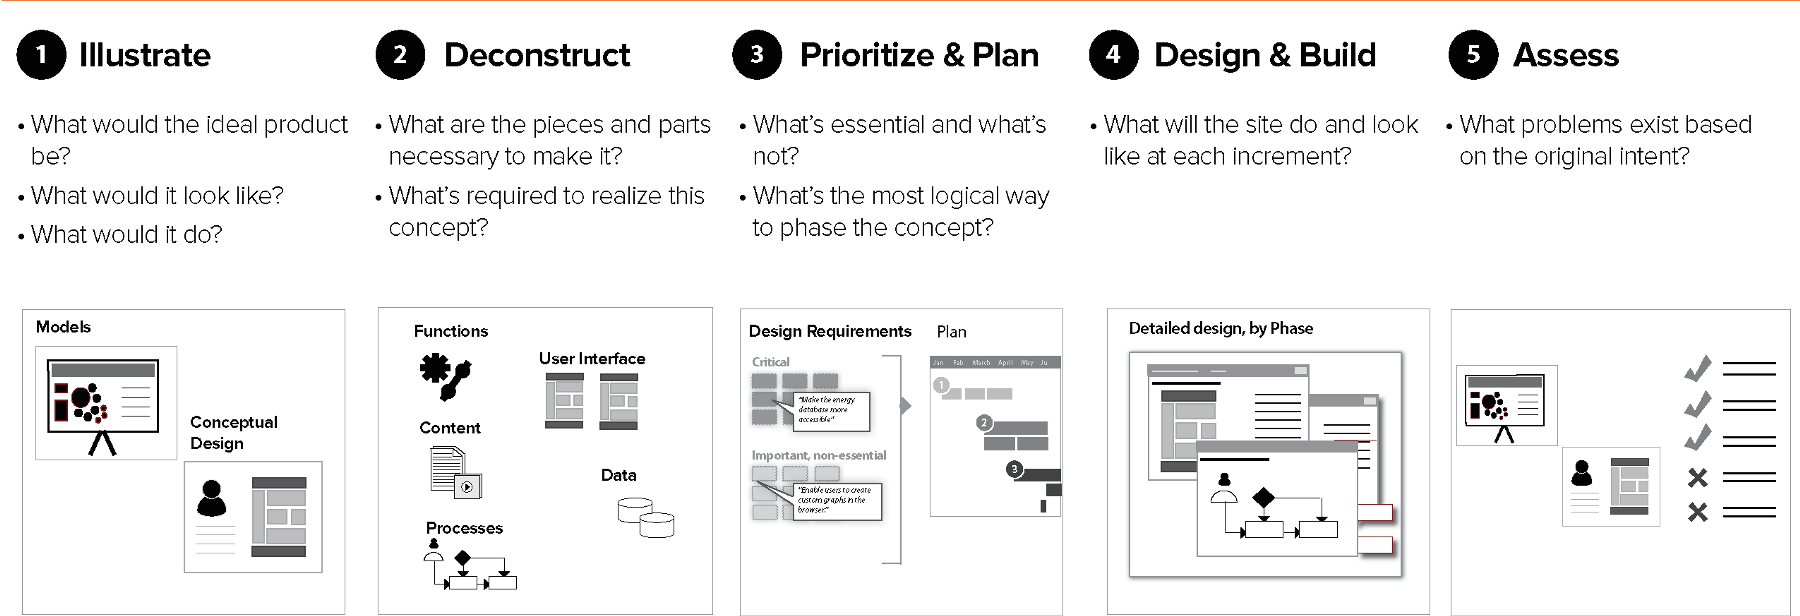 1 Illustrate
• What would the ideal product
be?
• What would it look like?
• What would it do?
2 Deconstruct
• What are the pieces and parts
necessary to make it?
• What's required to realize this
concept?
3 Prioritize & Plan
• What's essential and what's
not?
• What's the most logical way
to phase the concept?
4 Design & Build
• What will the site do and look
like at each increment?
5 Assess
• What problems exist based
on the original intent?
Models
Conceptual
Design
Functions
User Interface
Content
Data
Processes
Design Requirements
Critical
"Make the energy
database more
accessible"
Important, non-essential
"Enable users to create
custom graphs in the
browser."
Plan
Jan Feb March April May Ju
1
2
3
Detailed design, by Phase